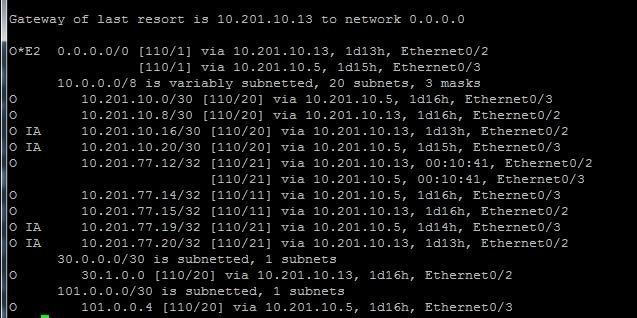 Gateway of last resort is 10.201.10.13 to network 0.0.0.0
O*E2  0.0.0.0/0 [110/1] via 10.201.10.13, 1d13h, Ethernet0/2
                [110/1] via 10.201.10.5, 1d15h, Ethernet0/3
      10.0.0.0/8 is variably subnetted, 20 subnets, 3 masks
O        10.201.10.0/30 [110/20] via 10.201.10.5, 1d16h, Ethernet0/3
O        10.201.10.8/30 [110/20] via 10.201.10.13, 1d16h, Ethernet0/2
O IA     10.201.10.16/30 [110/20] via 10.201.10.13, 1d13h, Ethernet0/2
O IA     10.201.10.20/30 [110/20] via 10.201.10.5, 1d15h, Ethernet0/3
O        10.201.77.12/32 [110/21] via 10.201.10.13, 00:10:41, Ethernet0/2
                         [110/21] via 10.201.10.5, 00:10:41, Ethernet0/3
O        10.201.77.14/32 [110/11] via 10.201.10.5, 1d16h, Ethernet0/3
O        10.201.77.15/32 [110/11] via 10.201.10.13, 1d16h, Ethernet0/2
O IA     10.201.77.19/32 [110/21] via 10.201.10.5, 1d14h, Ethernet0/3
O IA     10.201.77.20/32 [110/21] via 10.201.10.13, 1d13h, Ethernet0/2
      30.0.0.0/30 is subnetted, 1 subnets
O        30.1.0.0 [110/20] via 10.201.10.13, 1d16h, Ethernet0/2
      101.0.0.0/30 is subnetted, 1 subnets
O        101.0.0.4 [110/20] via 10.201.10.5, 1d16h, Ethernet0/3